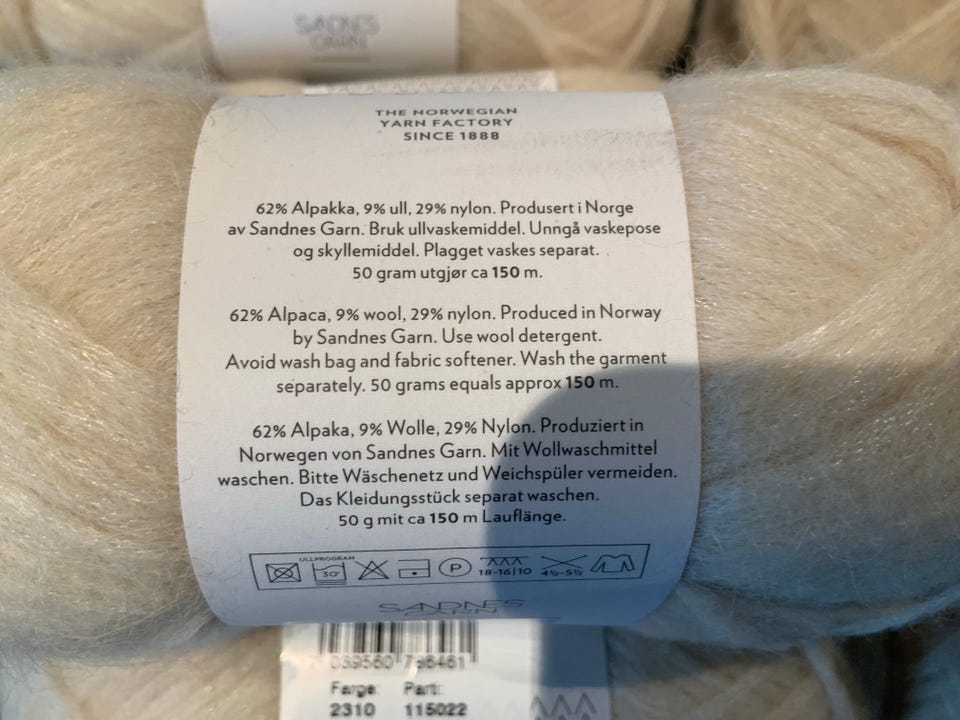 SANDNES
GARN
THE NORWEGIAN
YARN FACTORY
SINCE 1888
62% Alpakka, 9% ull, 29% nylon. Produsert i Norge
av Sandnes Garn. Bruk ullvaskemiddel. Unngå vaskepose
og skyllemiddel. Plagget vaskes separat.
50 gram utgjør ca 150 m.
62% Alpaca, 9% wool, 29% nylon. Produced in Norway
by Sandnes Garn. Use wool detergent.
Avoid wash bag and fabric softener. Wash the garment
separately. 50 grams equals approx 150 m.
62% Alpaka, 9% Wolle, 29% Nylon. Produziert in
Norwegen von Sandnes Garn. Mit Wollwaschmittel
waschen. Bitte Wäschenetz und Weichspüler vermeiden.
Das Kleidungsstück separat waschen.
50 g mit ca 150 m Lauflänge.
ULLPROGRAM
30° P 18-16/10 4½-5½
SANDNES
GARN
Farge Parti
2310 115022